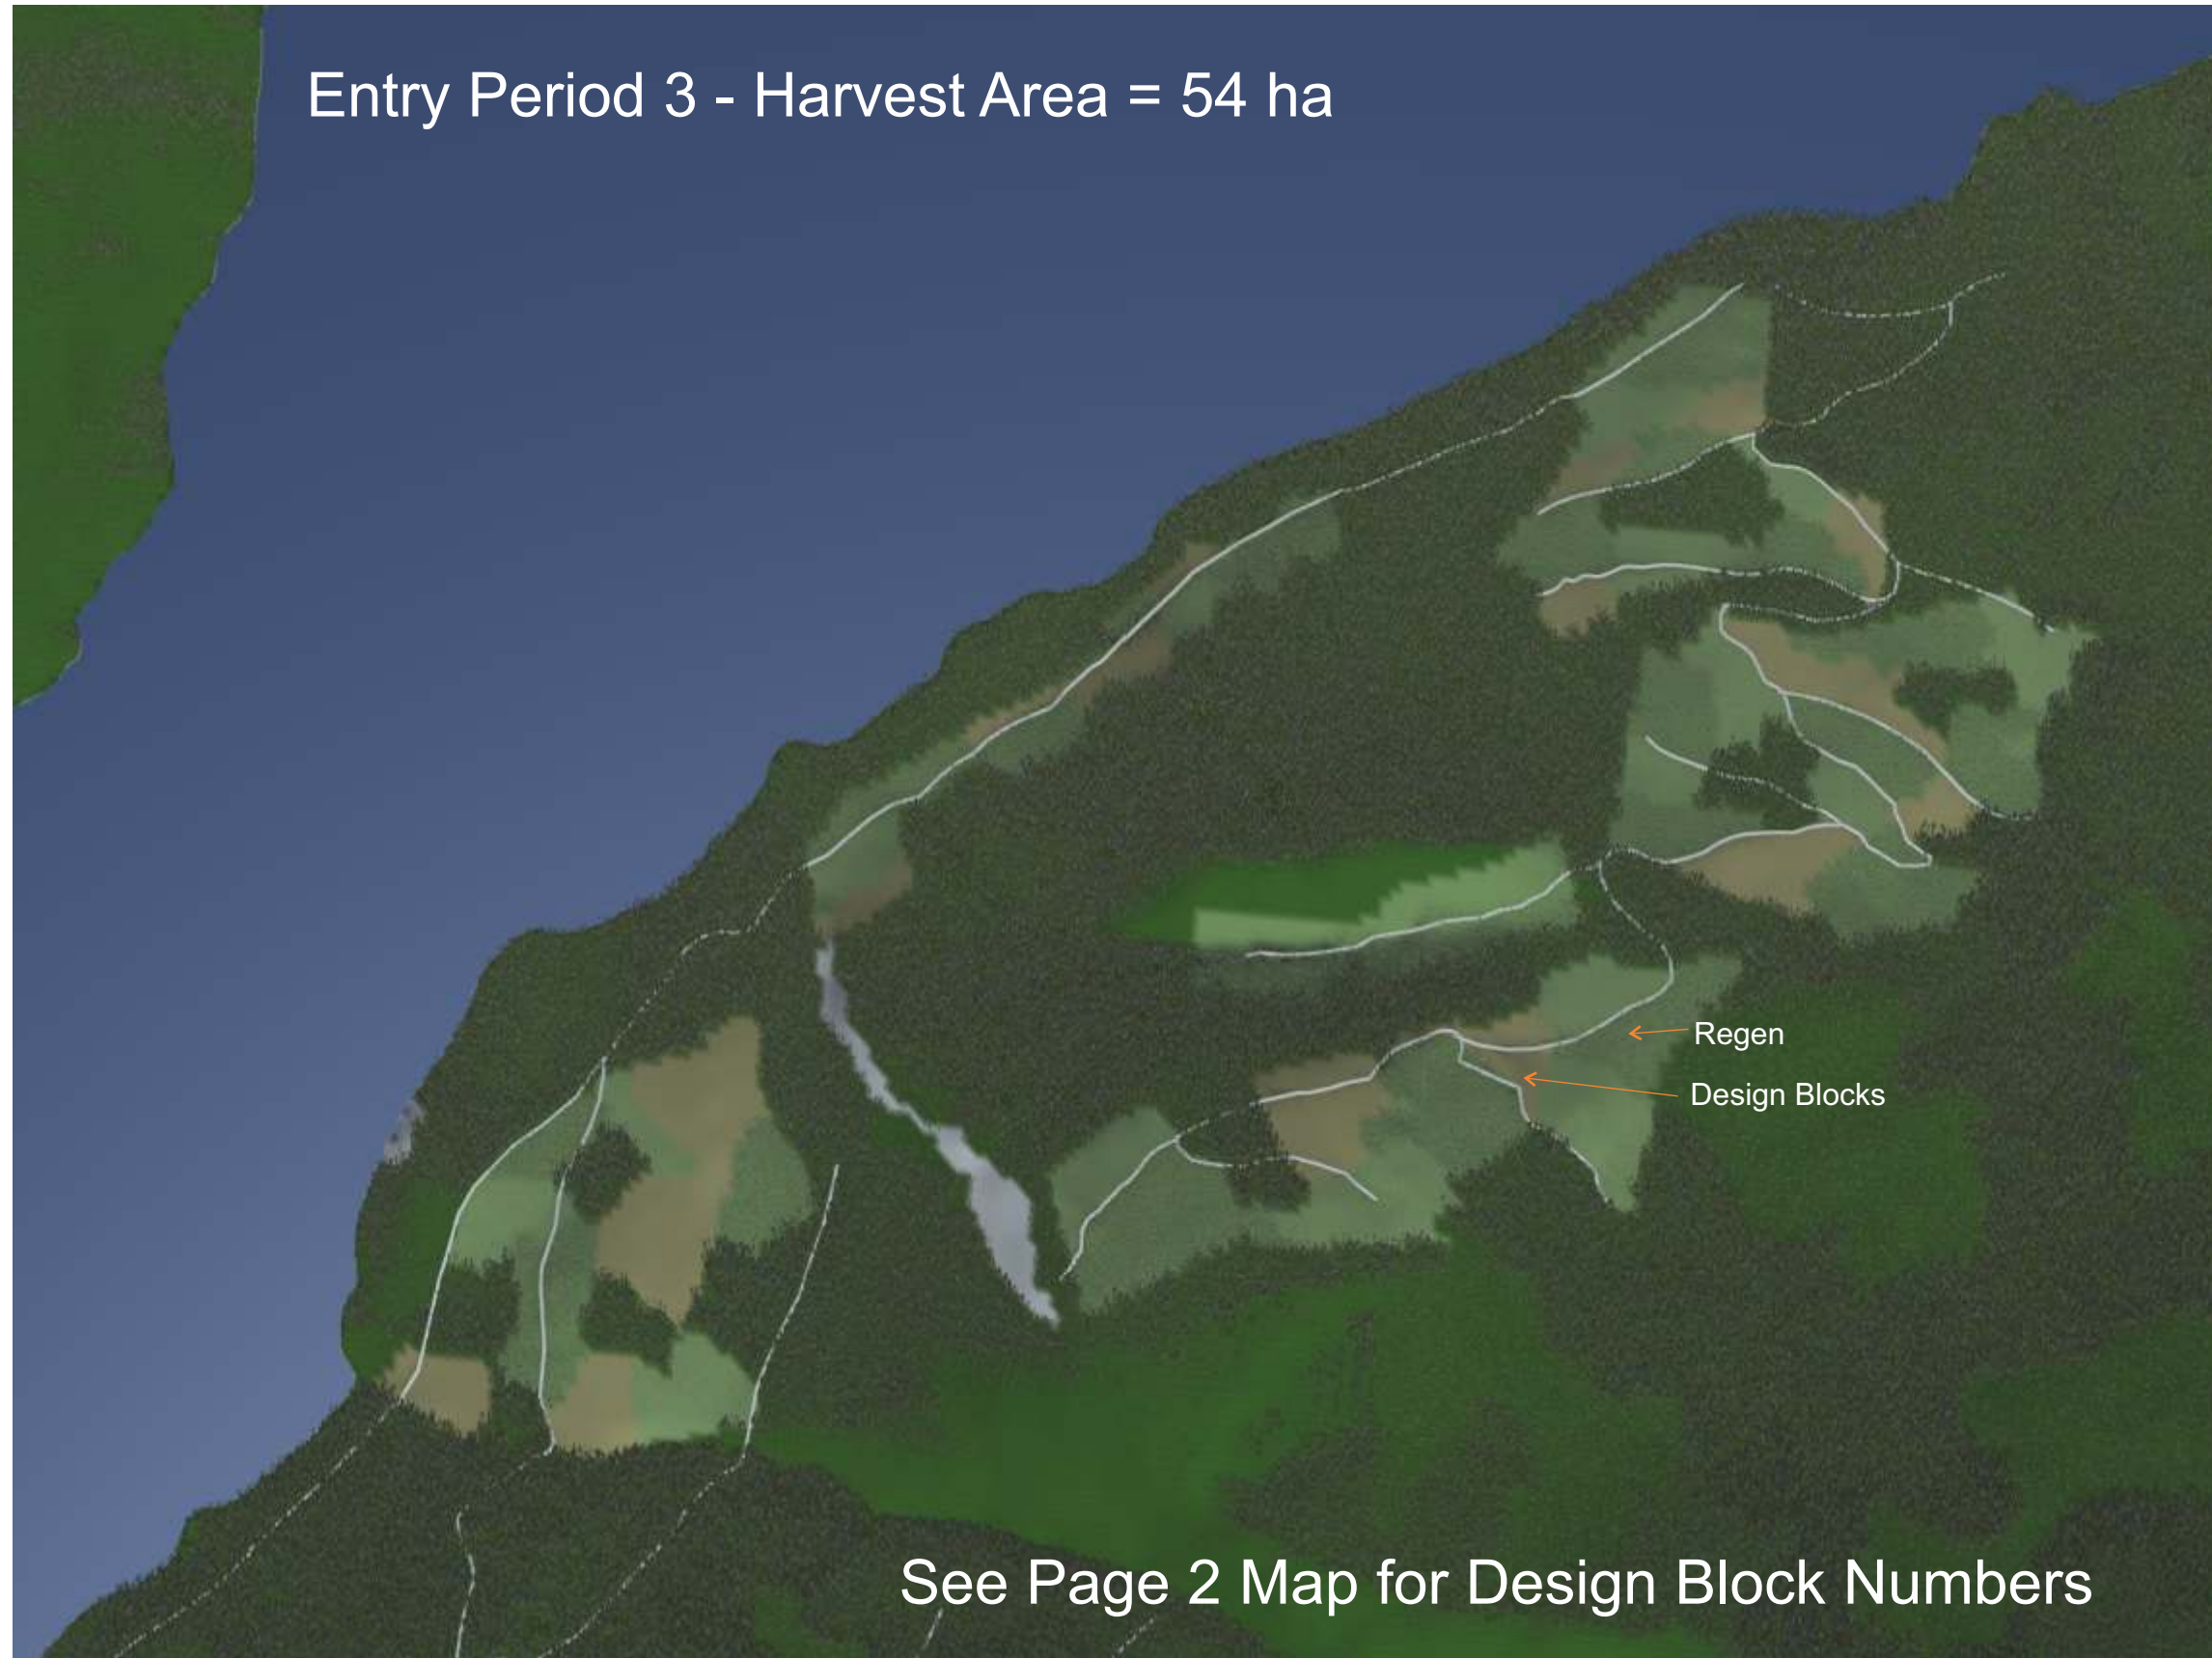 Entry Period 3 - Harvest Area = 54 ha
Regen
Design Blocks
See Page 2 Map for Design Block Numbers